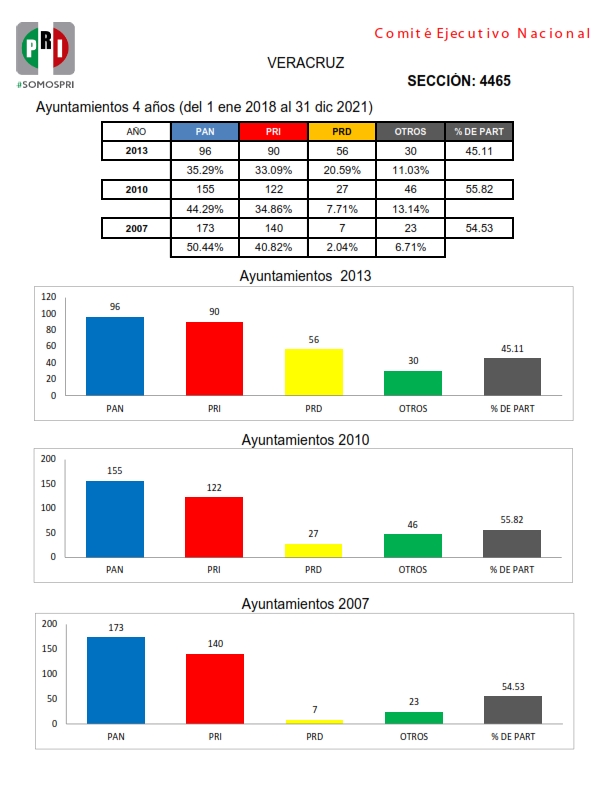 Comité Ejecutivo Nacional
PRI
#SOMOSPRI
VERACRUZ
SECCIÓN: 4465
Ayuntamientos 4 años (del 1 ene 2018 al 31 dic 2021)
AÑO PAN PRI PRD OTROS % DE PART
2013 96 90 56 30 45.11
35.29% 33.09% 20.59% 11.03%
2010 155 122 27 46 55.82
44.29% 34.86% 7.71% 13.14%
2007 173 140 7 23 54.53
50.44% 40.82% 2.04% 6.71%
Ayuntamientos 2013
120
100
80
60
40
20
0
96 90 56 30 45.11
PAN PRI PRD OTROS % DE PART
Ayuntamientos 2010
200
150
100
50
0
155 122 27 46 55.82
PAN PRI PRD OTROS % DE PART
Ayuntamientos 2007
200
150
100
50
0
173 140 7 23 54.53
PAN PRI PRD OTROS % DE PART